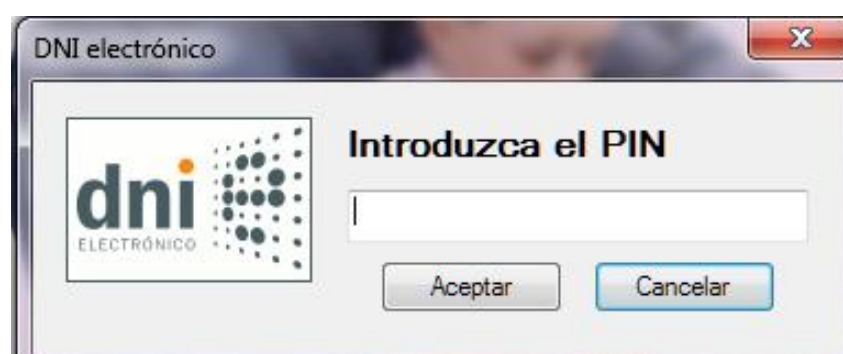 DNI electrónico
Introduzca el PIN
dni
ELECTRÓNICO
Aceptar Cancelar